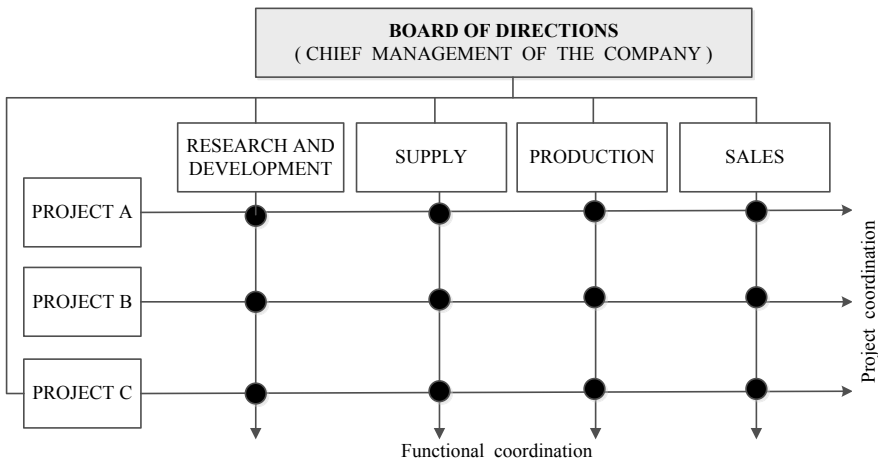 BOARD OF DIRECTIONS
( CHIEF MANAGEMENT OF THE COMPANY )
RESEARCH AND
DEVELOPMENT
SUPPLY
PRODUCTION
SALES
PROJECT A
PROJECT B
PROJECT C
Project coordination
Functional coordination